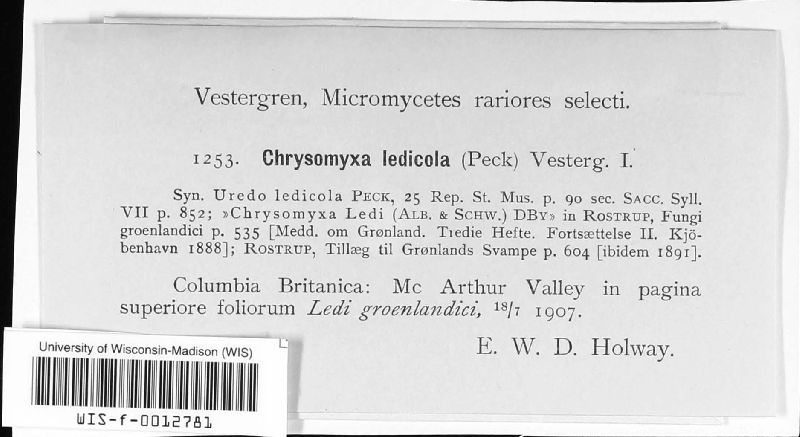 Vestergren, Micromycetes rariores selecti.
1253. Chrysomyxa ledicola (Peck) Vesterg. I.
Syn. Uredo ledicola PECK, 25 Rep. St. Mus. p. 90 sec. SACC. Syll.
VII p. 852; »Chrysomyxa Ledi (ALB. & SCHW.) DBY» in ROSTRUP, Fungi
groenlandici p. 535 [Medd. om Grønland. Tredie Hefte. Fortsættelse II. Kjö-
benhavn 1888]; ROSTRUP, Tillæg til Grønlands Svampe p. 604 [ibidem 1891].
Columbia Britanica: Mc Arthur Valley in pagina
superiore foliorum Ledi groenlandici, 18/7 1907.
E. W. D. Holway.
University of Wisconsin-Madison (WIS)
WIS-f-0012781